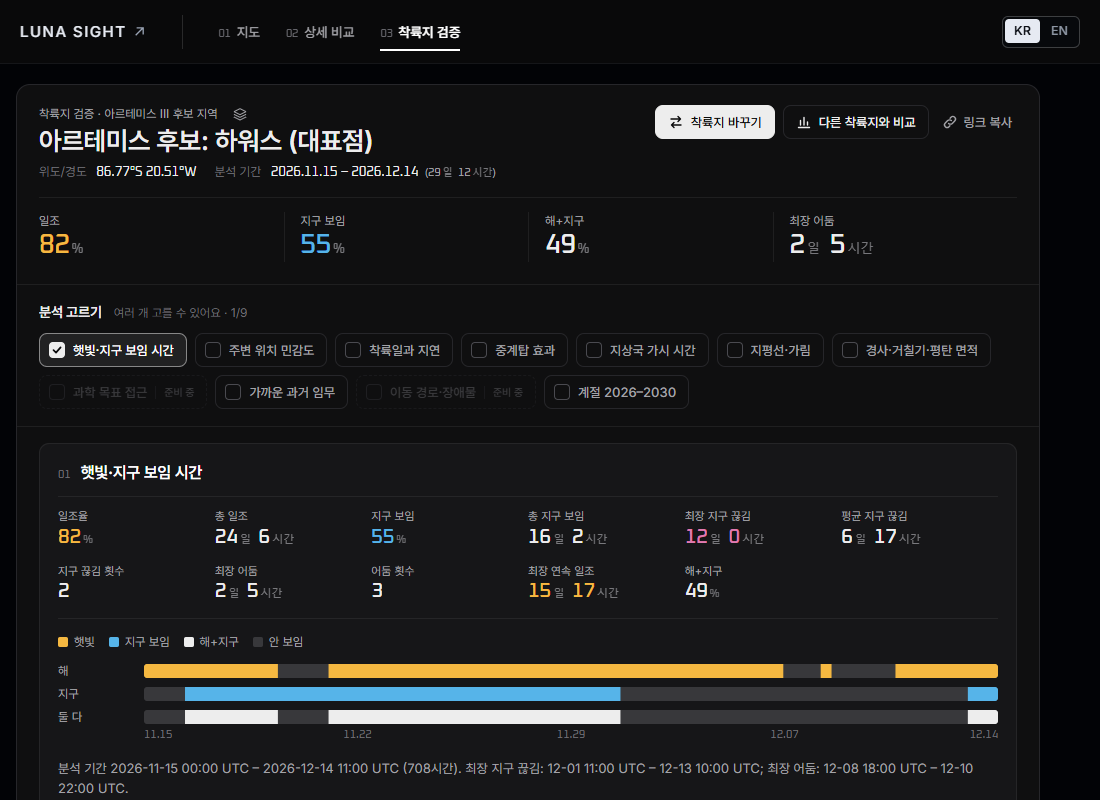 LUNA SIGHT ↗
01 지도
02 상세 비교
03 착륙지 검증
KR EN
착륙지 검증 · 아르테미스 III 후보 지역
아르테미스 후보: 하워스 (대표점)
착륙지 바꾸기
다른 착륙지와 비교
링크 복사
위도/경도 86.77°S 20.51°W 분석 기간 2026.11.15 – 2026.12.14 (29일 12시간)
일조
82%
지구 보임
55%
해+지구
49%
최장 어둠
2일 5시간
분석 고르기 여러 개 고를 수 있어요 · 1/9
햇빛·지구 보임 시간
주변 위치 민감도
착륙일과 지연
중계탑 효과
지상국 가시 시간
지평선·가림
경사·거칠기·평탄 면적
과학 목표 접근 준비 중
가까운 과거 임무
이동 경로·장애물 준비 중
계절 2026–2030
01 햇빛·지구 보임 시간
일조율
82%
총 일조
24일 6시간
지구 보임
55%
총 지구 보임
16일 2시간
최장 지구 끊김
12일 0시간
평균 지구 끊김
6일 17시간
지구 끊김 횟수
2
최장 어둠
2일 5시간
어둠 횟수
3
최장 연속 일조
15일 17시간
해+지구
49%
햇빛 지구 보임 해+지구 안 보임
해
지구
둘 다
11.15 11.22 11.29 12.07 12.14
분석 기간 2026-11-15 00:00 UTC – 2026-12-14 11:00 UTC (708시간). 최장 지구 끊김: 12-01 11:00 UTC – 12-13 10:00 UTC; 최장 어둠: 12-08 18:00 UTC – 12-10
22:00 UTC.